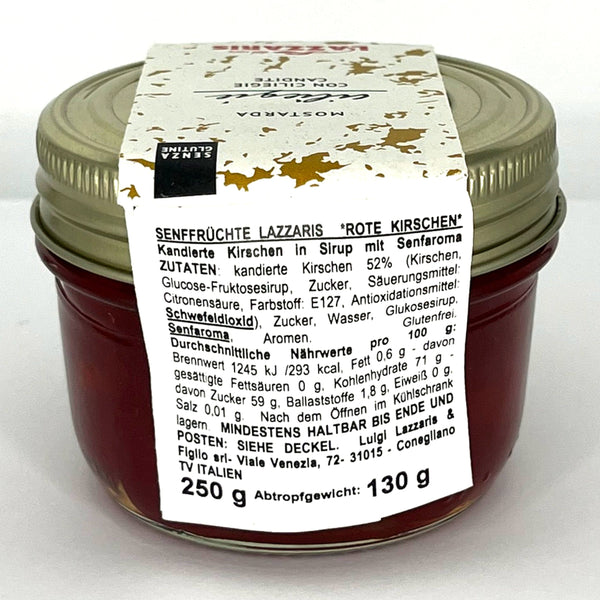 LAZZARIS
MOSTARDA
Ciliegie
CON CILIEGIE
CANDITE
SENZA
GLUTINE
SENFFRÜCHTE LAZZARIS *ROTE KIRSCHEN*
Kandierte Kirschen in Sirup mit Senfaroma
ZUTATEN: kandierte Kirschen 52% (Kirschen,
Glucose-Fruktosesirup, Zucker, Säuerungsmittel:
Citronensäure, Farbstoff: E127, Antioxidationsmittel:
Schwefeldioxid), Zucker, Wasser, Glukosesirup,
Senfaroma, Aromen. Glutenfrei.
Durchschnittliche Nährwerte pro 100 g:
Brennwert 1245 kJ /293 kcal, Fett 0,6 g - davon
gesättigte Fettsäuren 0 g, Kohlenhydrate 71 g -
davon Zucker 59 g, Ballaststoffe 1,8 g, Eiweiß 0 g.
Salz 0,01 g. Nach dem Öffnen im Kühlschrank
lagern MINDESTENS HALTBAR BIS ENDE UND
POSTEN: SIEHE DECKEL. Luigi Lazzaris &
Figlio srl- Viale Venezia, 72- 31015 - Conegliano
TV ITALIEN
250 g Abtropfgewicht: 130 g